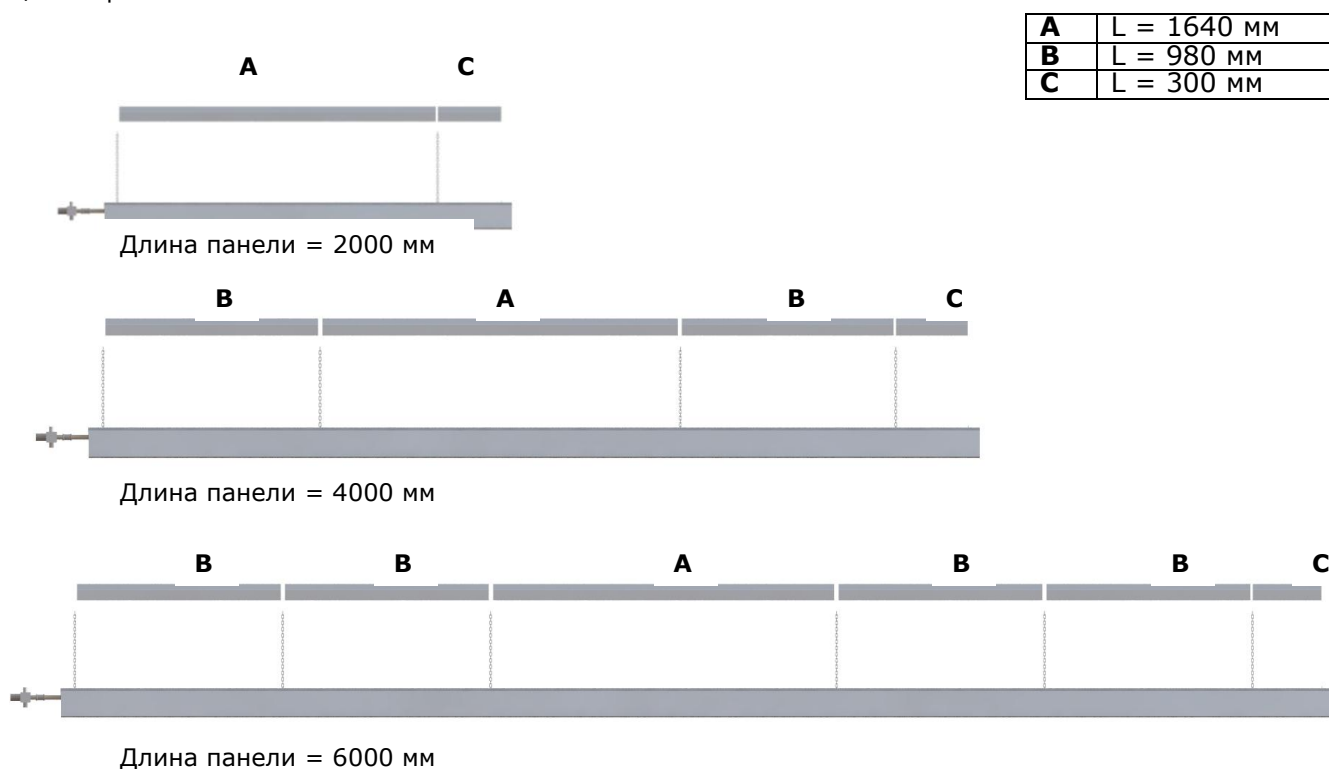 A L = 1640 мм
B L = 980 мм
C L = 300 мм
A C
Длина панели = 2000 мм
B A B C
Длина панели = 4000 мм
B B A B B C
Длина панели = 6000 мм